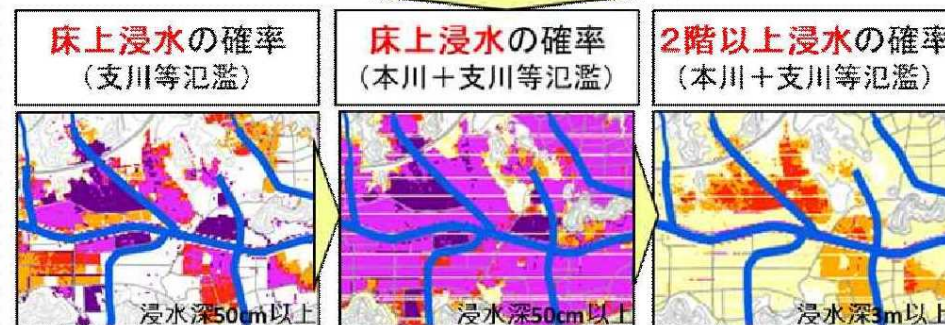 床上浸水の確率
（支川等氾濫）
床上浸水の確率
（本川＋支川等氾濫）
2階以上浸水の確率
（本川＋支川等氾濫）
浸水深50cm以上
浸水深50cm以上
浸水深3m以上